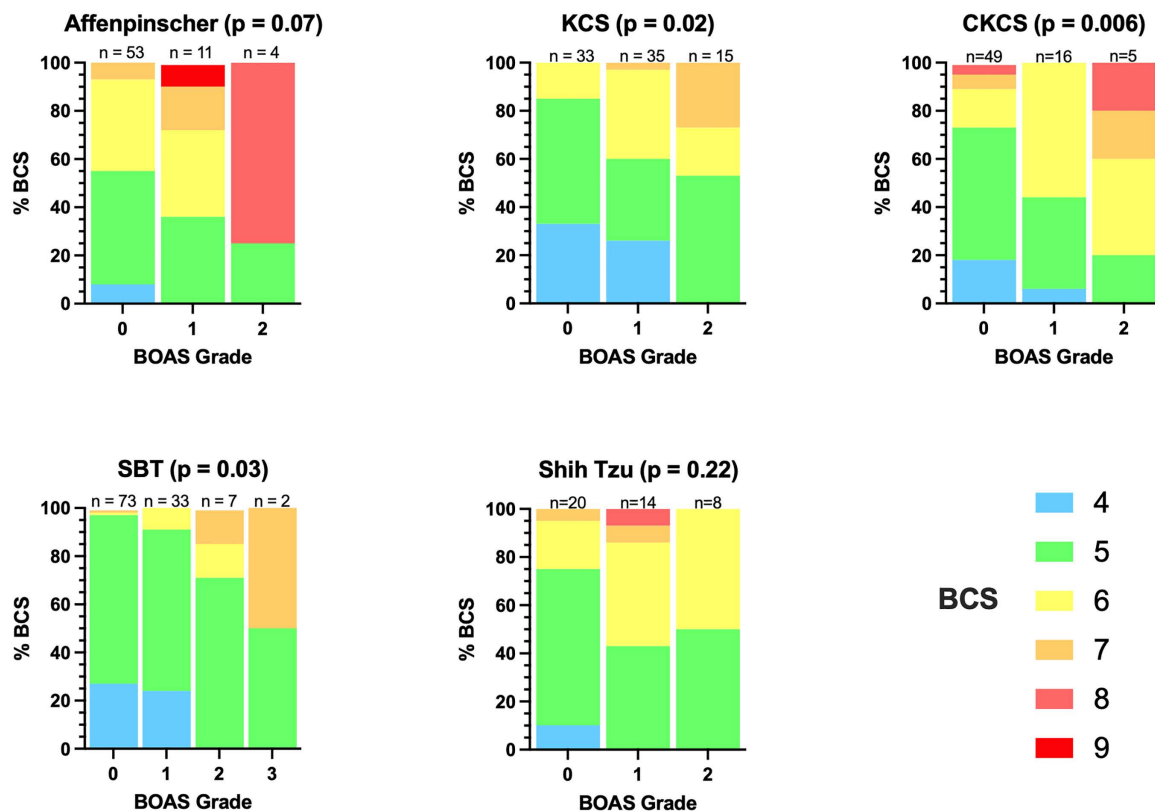 Affenpinscher (p = 0.07)
n = 53 n = 11 n = 4
100
80
60
40
20
0
% BCS
0 1 2
BOAS Grade
KCS (p = 0.02)
n = 33 n = 35 n = 15
100
80
60
40
20
0
% BCS
0 1 2
BOAS Grade
CKCS (p = 0.006)
n=49 n=16 n=5
100
80
60
40
20
0
% BCS
0 1 2
BOAS Grade
SBT (p = 0.03)
n = 73 n = 33 n = 7 n = 2
100
80
60
40
20
0
% BCS
0 1 2 3
BOAS Grade
Shih Tzu (p = 0.22)
n=20 n=14 n=8
100
80
60
40
20
0
% BCS
0 1 2
BOAS Grade
BCS
4
5
6
7
8
9